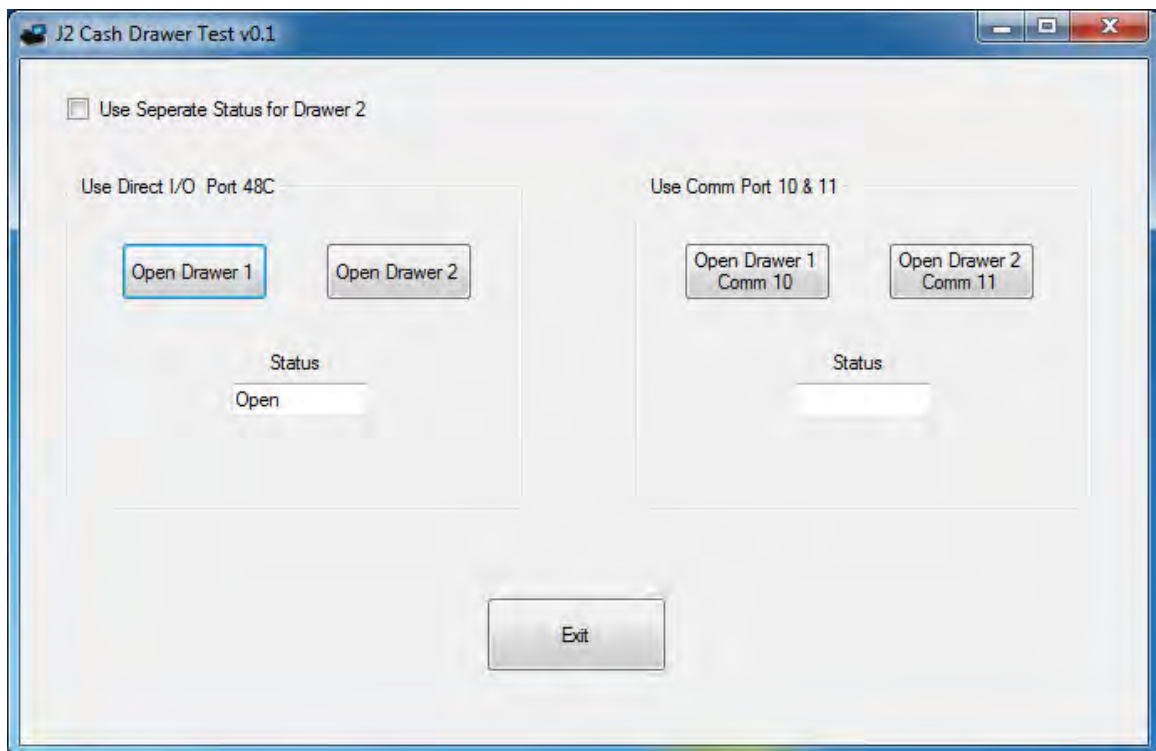 J2 Cash Drawer Test v0.1
Use Seperate Status for Drawer 2
Use Direct I/O  Port 48C
Open Drawer 1
Open Drawer 2
Status
Open
Use Comm Port 10 & 11
Open Drawer 1
Comm 10
Open Drawer 2
Comm 11
Status
Exit